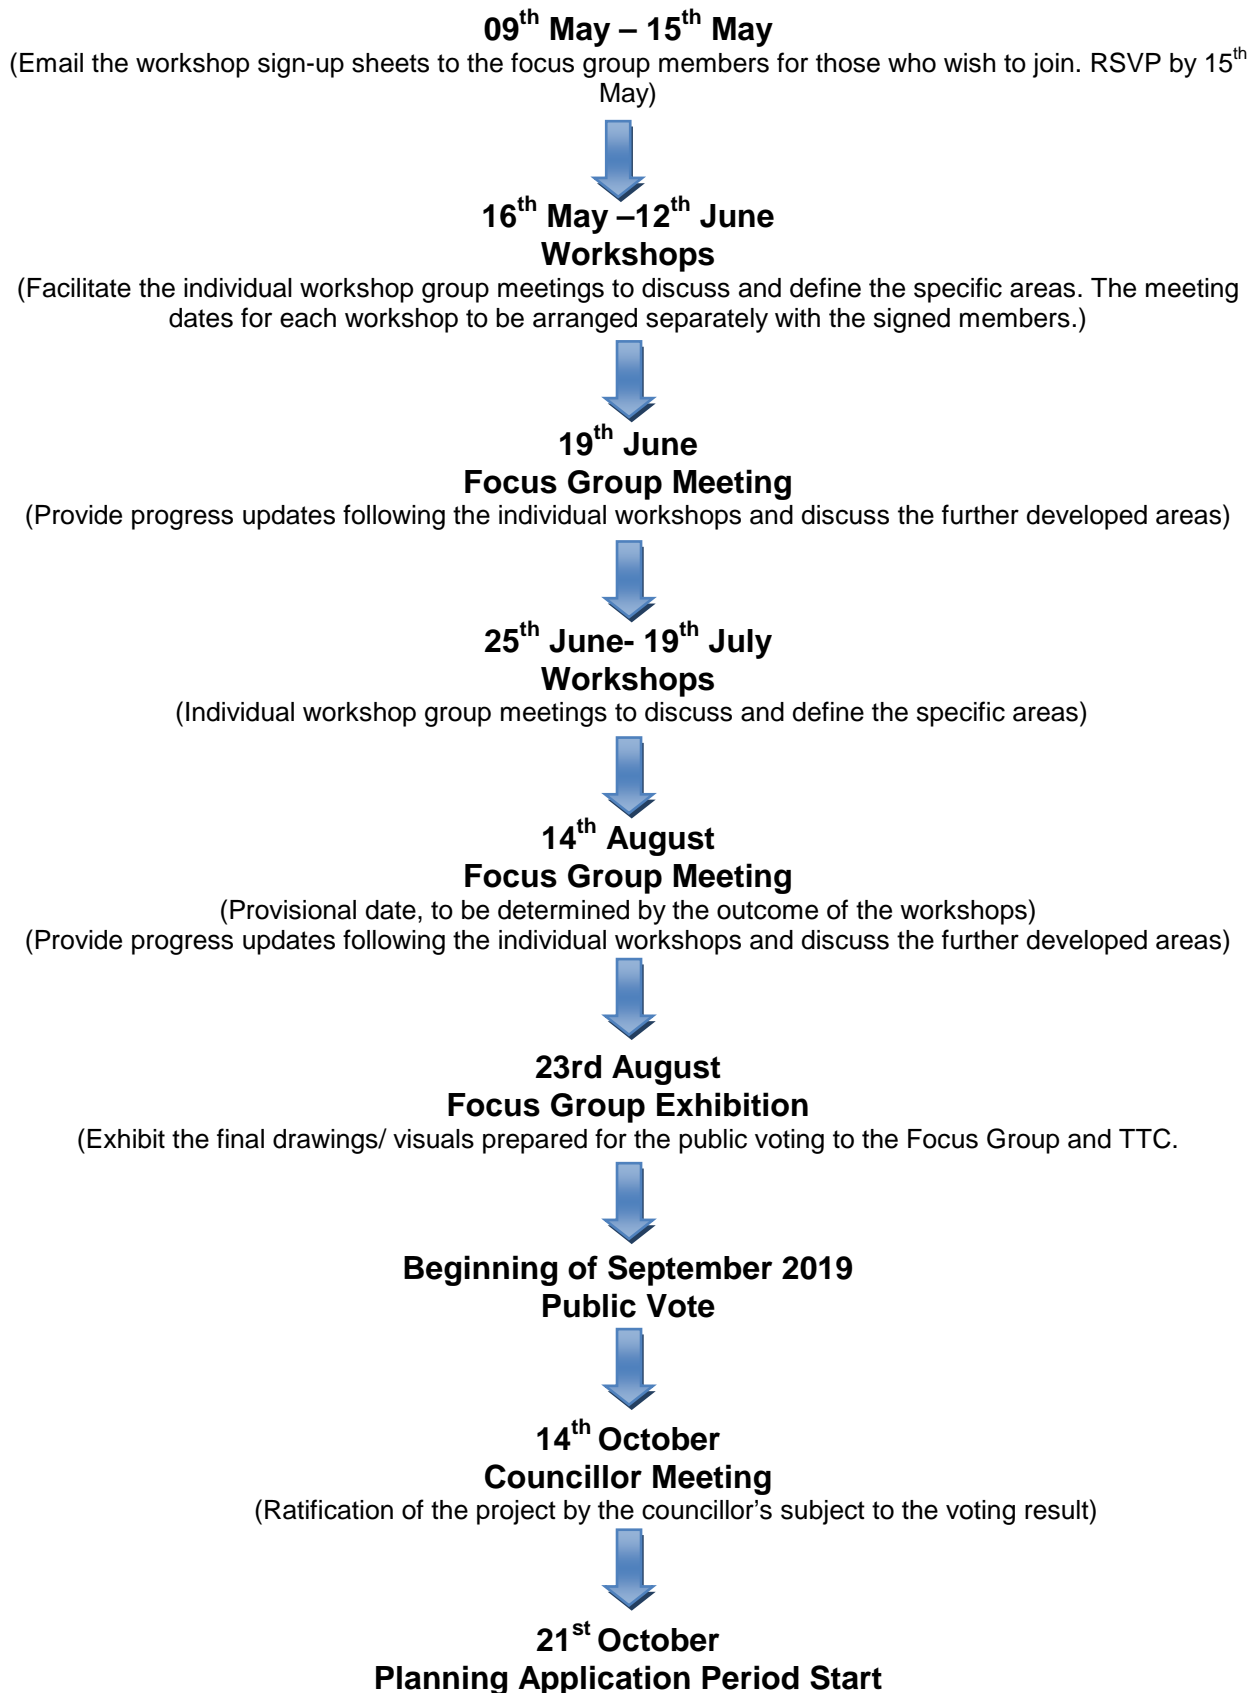 09th May – 15th May
(Email the workshop sign-up sheets to the focus group members for those who wish to join. RSVP by 15th
May)
16th May –12th June
Workshops
(Facilitate the individual workshop group meetings to discuss and define the specific areas. The meeting
dates for each workshop to be arranged separately with the signed members.)
19th June
Focus Group Meeting
(Provide progress updates following the individual workshops and discuss the further developed areas)
25th June- 19th July
Workshops
(Individual workshop group meetings to discuss and define the specific areas)
14th August
Focus Group Meeting
(Provisional date, to be determined by the outcome of the workshops)
(Provide progress updates following the individual workshops and discuss the further developed areas)
23rd August
Focus Group Exhibition
(Exhibit the final drawings/ visuals prepared for the public voting to the Focus Group and TTC.
Beginning of September 2019
Public Vote
14th October
Councillor Meeting
(Ratification of the project by the councillor’s subject to the voting result)
21st October
Planning Application Period Start